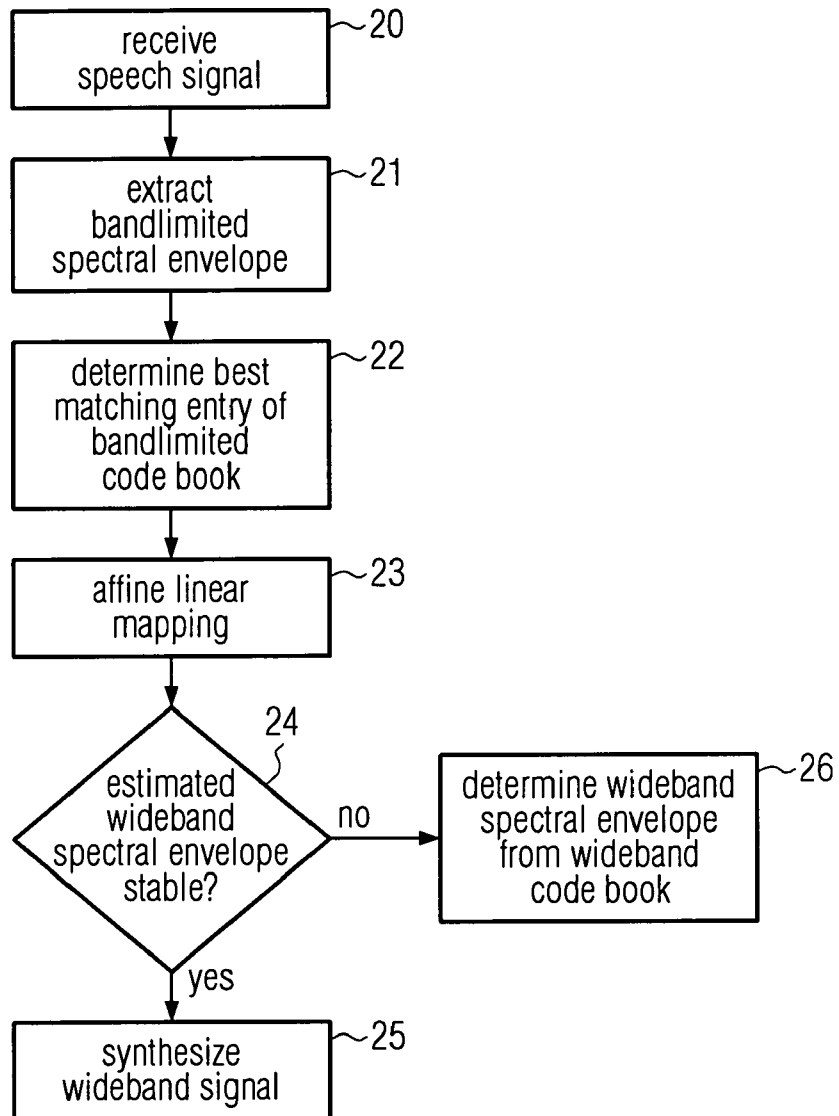 receive
speech signal
20
extract
bandlimited
spectral envelope
21
determine best
matching entry of
bandlimited
code book
22
affine linear
mapping
23
estimated
wideband
spectral envelope
stable?
24
no
determine wideband
spectral envelope
from wideband
code book
26
yes
synthesize
wideband signal
25